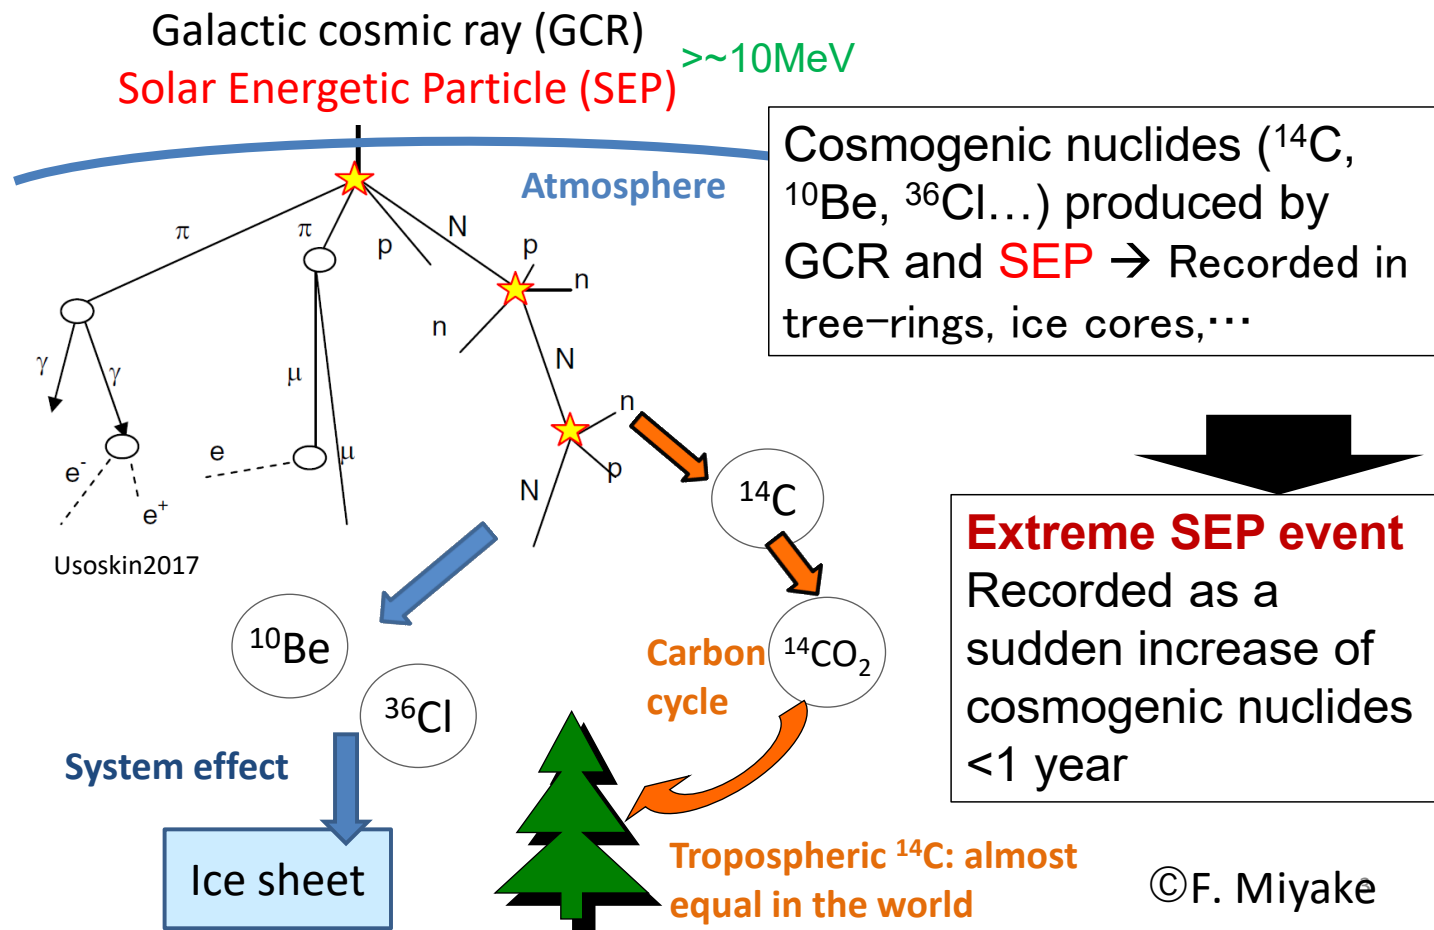 Galactic cosmic ray (GCR)
Solar Energetic Particle (SEP)
>~10MeV
Atmosphere
Cosmogenic nuclides (¹⁴C,
¹⁰Be, ³⁶Cl…) produced by
GCR and SEP → Recorded in
tree-rings, ice cores,…
π
π
p
N
p
n
n
γ
γ
μ
N
n
e⁻
e⁺
e
μ
N
p
¹⁴C
Usoskin2017
Extreme SEP event
Recorded as a
sudden increase of
cosmogenic nuclides
<1 year
¹⁰Be
³⁶Cl
Carbon
cycle
¹⁴CO₂
System effect
Ice sheet
Tropospheric ¹⁴C: almost
equal in the world
©F. Miyake